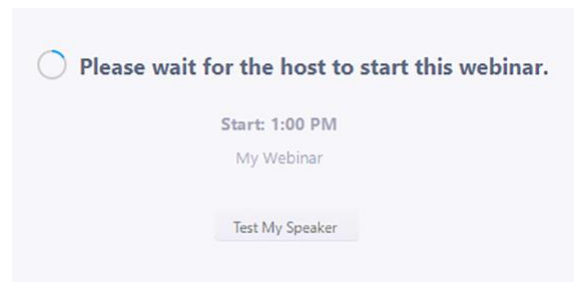 Please wait for the host to start this webinar.
Start: 1:00 PM
My Webinar
Test My Speaker